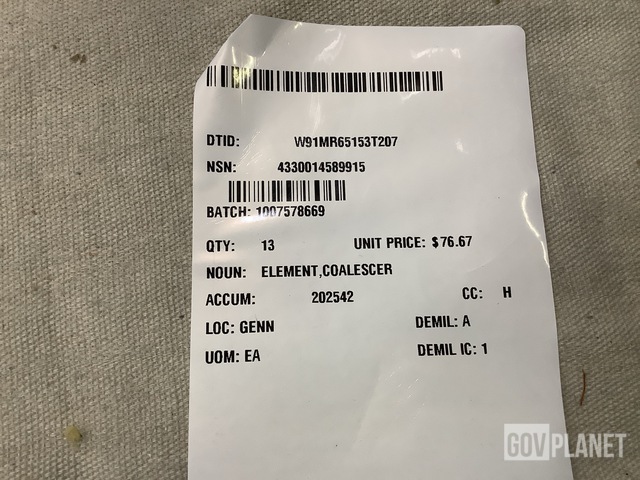 DTID: W91MR65153T207
NSN: 4330014589915
BATCH: 1007578669
QTY: 13 UNIT PRICE: $76.67
NOUN: ELEMENT,COALESCER
ACCUM: 202542 CC: H
LOC: GENN DEMIL: A
UOM: EA DEMIL IC: 1
GOVPLANET